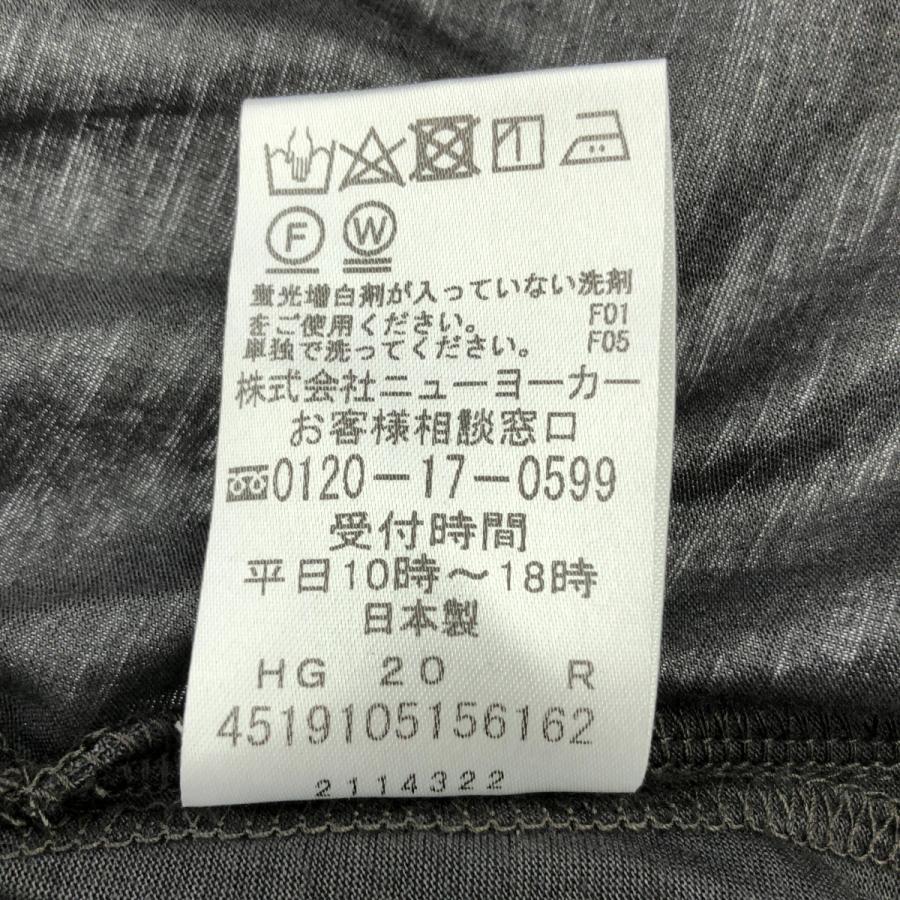 F W
蛍光増白剤が入っていない洗剤
をご使用ください。 F01
単独で洗ってください。 F05
株式会社ニューヨーカー
お客様相談窓口
0120-17-0599
受付時間
平日10時～18時
日本製
HG 20 R
4519105156162
2114322